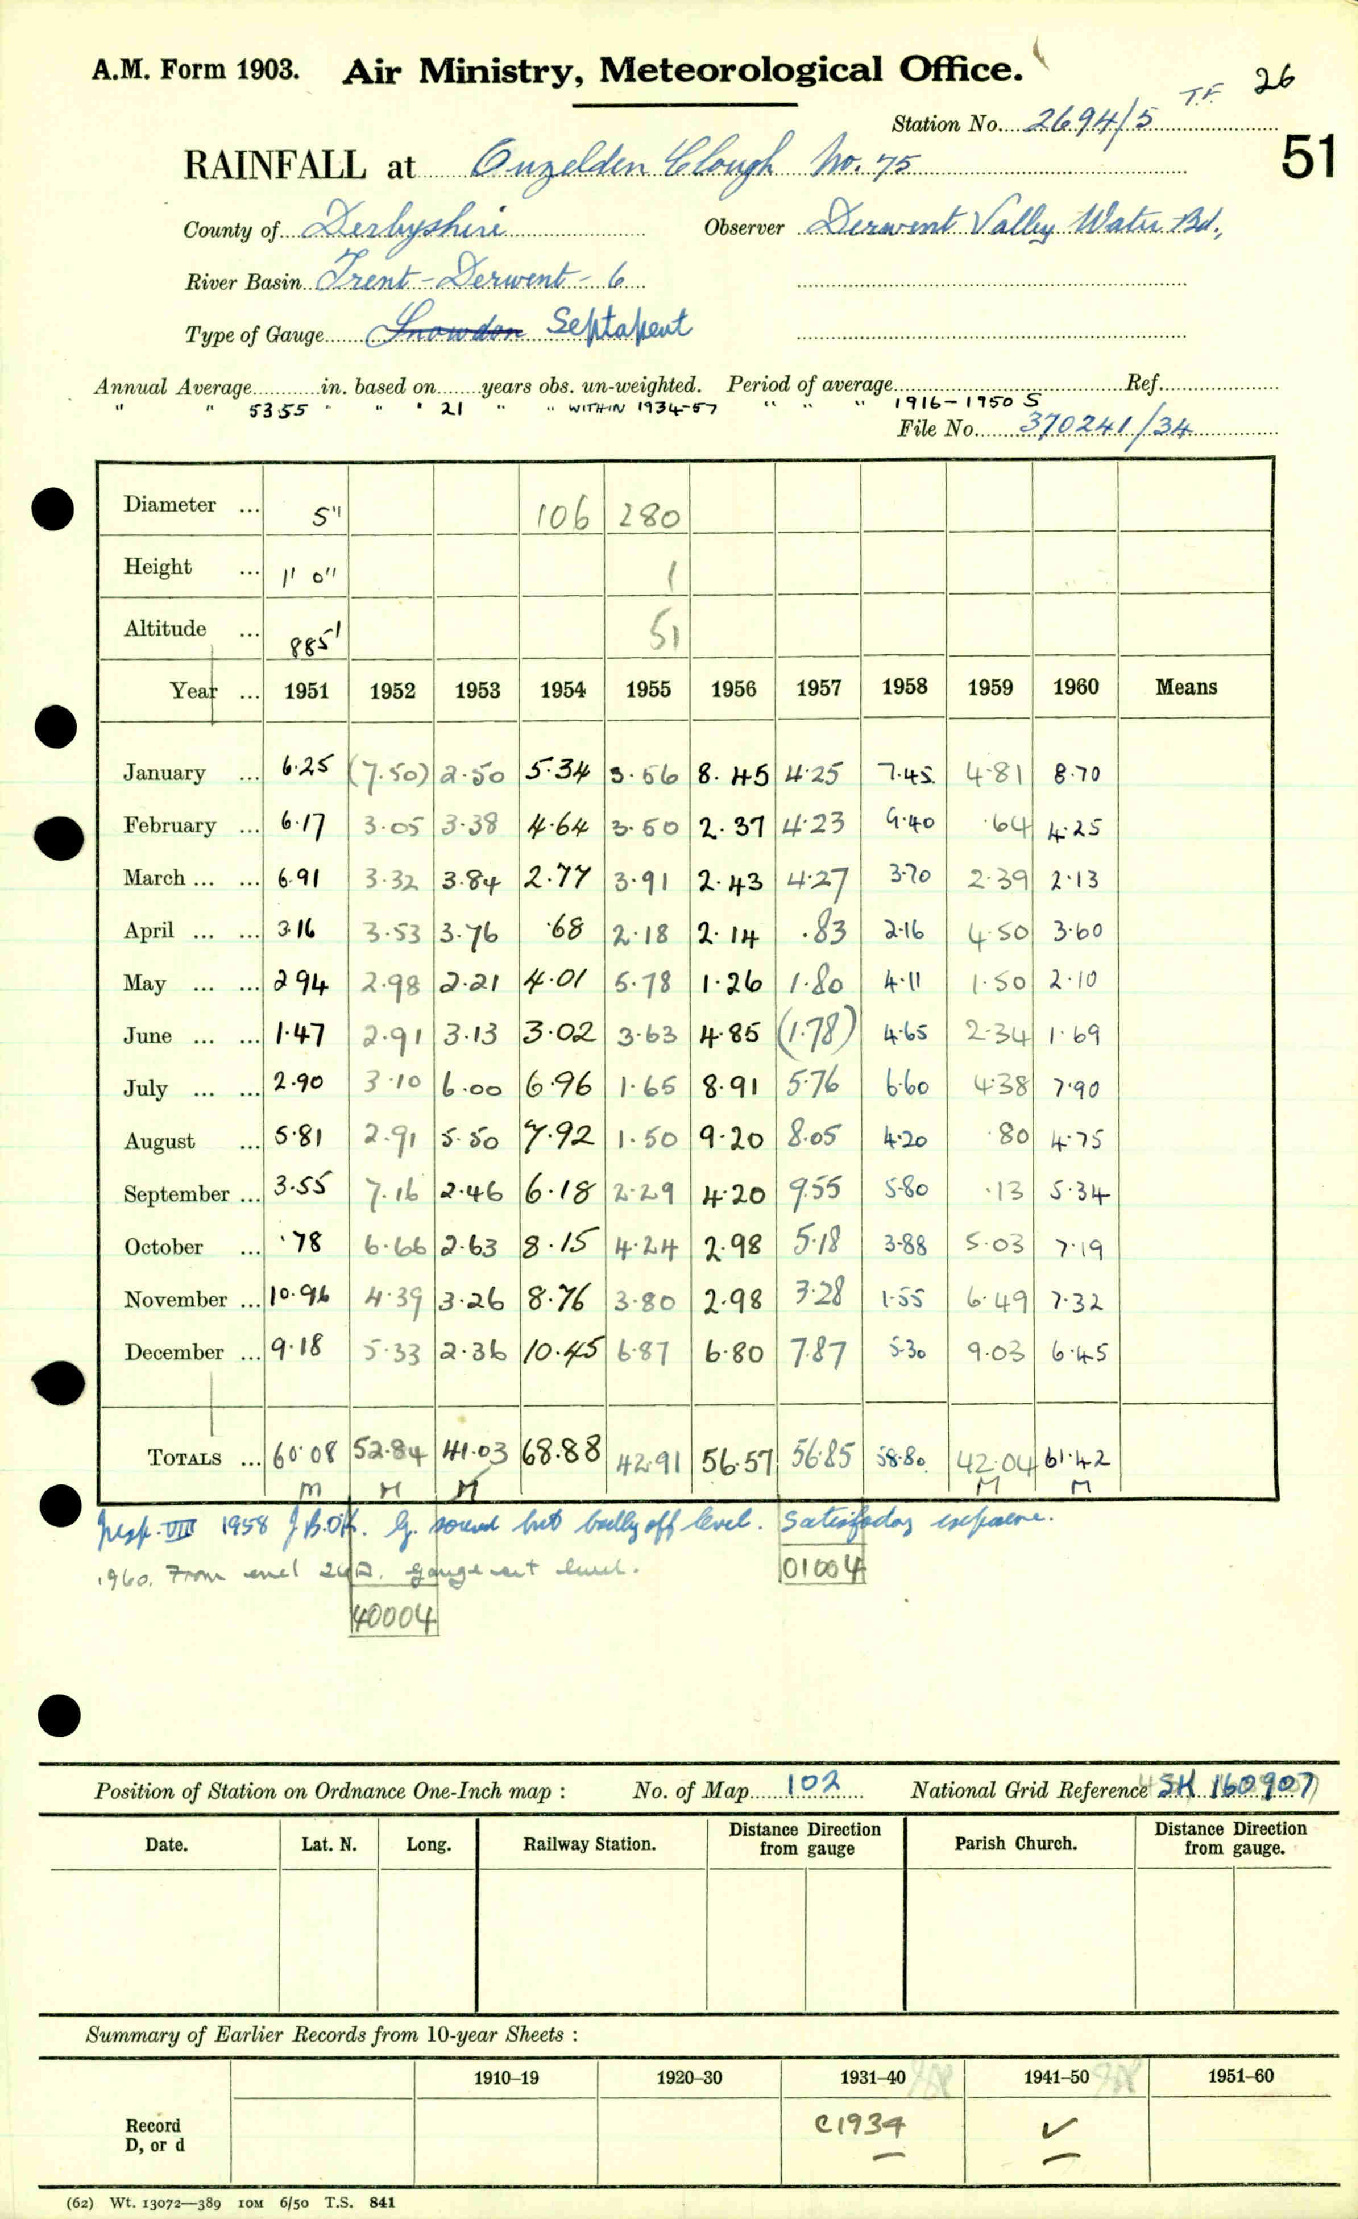 A.M. Form 1903. Air Ministry, Meteorological Office.
T.F. 26
Station No. 2694/5
51
RAINFALL at Ouzelden Clough No. 75
County of Derbyshire Observer Derwent Valley Water Bd.,
River Basin Trent - Derwent - 6
Type of Gauge Snowdon Septapent
Annual Average in. based on years obs. un-weighted. Period of average Ref.
" " 53.55 " " " 21 " " WITHIN 1934-57 " " " 1916-1950 S
File No. 370241/34
Diameter ... 5" 106 280
Height ... 1' 0" 1
Altitude ... 885' 51
Year ... 1951 1952 1953 1954 1955 1956 1957 1958 1959 1960 Means
January ... 6.25 (7.50) 2.50 5.34 3.56 8.45 4.25 7.45 4.81 8.70
February ... 6.17 3.05 3.38 4.64 3.50 2.37 4.23 9.40 .64 4.25
March ... ... 6.91 3.32 3.84 2.77 3.91 2.43 4.27 3.70 2.39 2.13
April ... ... 3.16 3.53 3.76 .68 2.18 2.14 .83 2.16 4.50 3.60
May ... ... 2.94 2.98 2.21 4.01 5.78 1.26 1.80 4.11 1.50 2.10
June ... ... 1.47 2.91 3.13 3.02 3.63 4.85 (1.78) 4.65 2.34 1.69
July ... ... 2.90 3.10 6.00 6.96 1.65 8.91 5.76 6.60 4.38 7.90
August ... 5.81 2.91 5.50 7.92 1.50 9.20 8.05 4.20 .80 4.75
September ... 3.55 7.16 2.46 6.18 2.29 4.20 9.55 5.80 .13 5.34
October ... .78 6.66 2.63 8.15 4.24 2.98 5.18 3.88 5.03 7.19
November ... 10.96 4.39 3.26 8.76 3.80 2.98 3.28 1.55 6.49 7.32
December ... 9.18 5.33 2.36 10.45 6.87 6.80 7.87 5.30 9.03 6.45
TOTALS ... 60.08 52.84 41.03 68.88 42.91 56.57 56.85 58.80 42.04 61.42
M M M M M
Insp. VIII 1958 G. sound but badly off level. Satisfactory exposure.
1960. From end gauge set level.
01004
40004
Position of Station on Ordnance One-Inch map : No. of Map 102 National Grid Reference SK 160907
Date. Lat. N. Long. Railway Station. Distance Direction from gauge Parish Church. Distance Direction from gauge.
Summary of Earlier Records from 10-year Sheets :
1910-19 1920-30 1931-40 1941-50 1951-60
Record D, or d C1934 ✓
(62) Wt. 13072—389 10M 6/50 T.S. 841